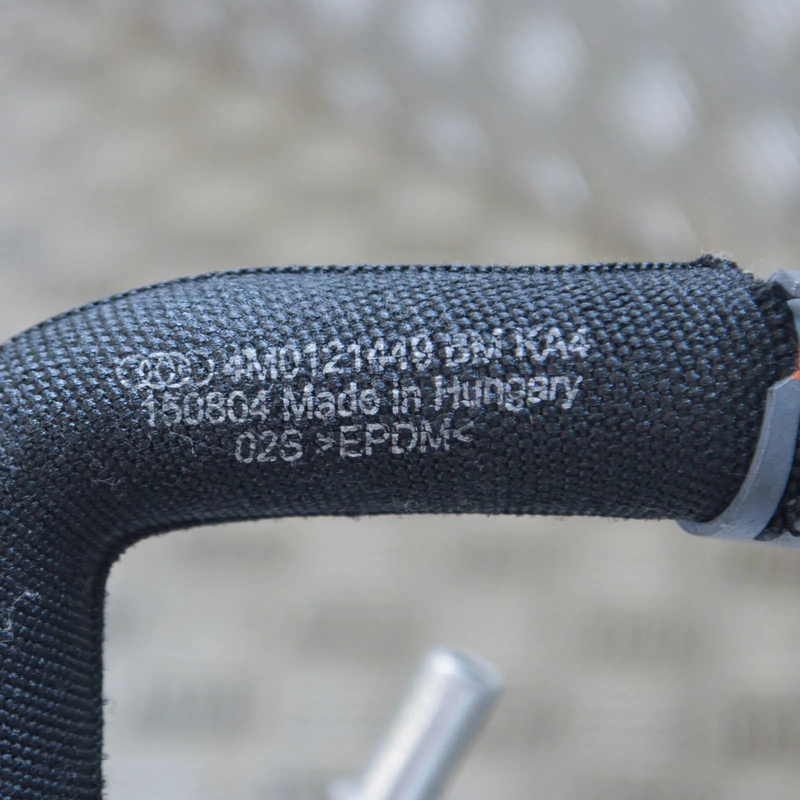 4M0121449 BM KA4
150804 Made in Hungary
02S >EPDM<